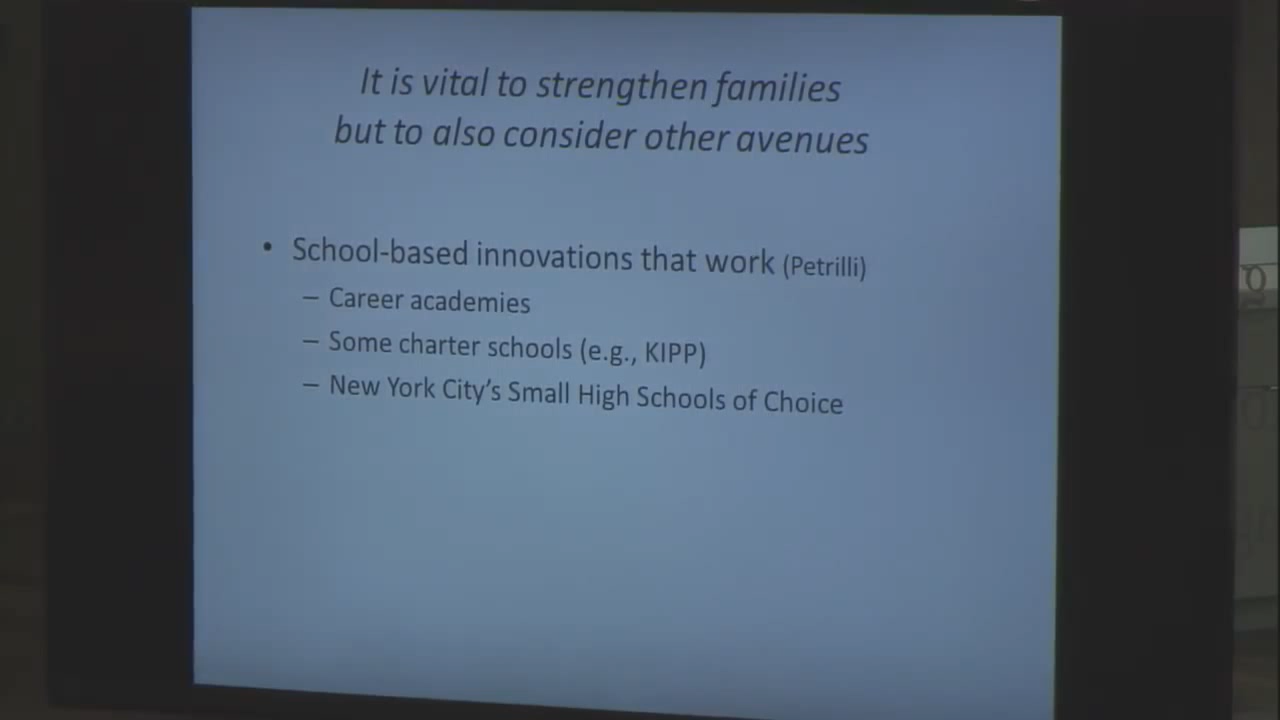 It is vital to strengthen families
but to also consider other avenues
• School-based innovations that work (Petrilli)
– Career academies
– Some charter schools (e.g., KIPP)
– New York City's Small High Schools of Choice
g